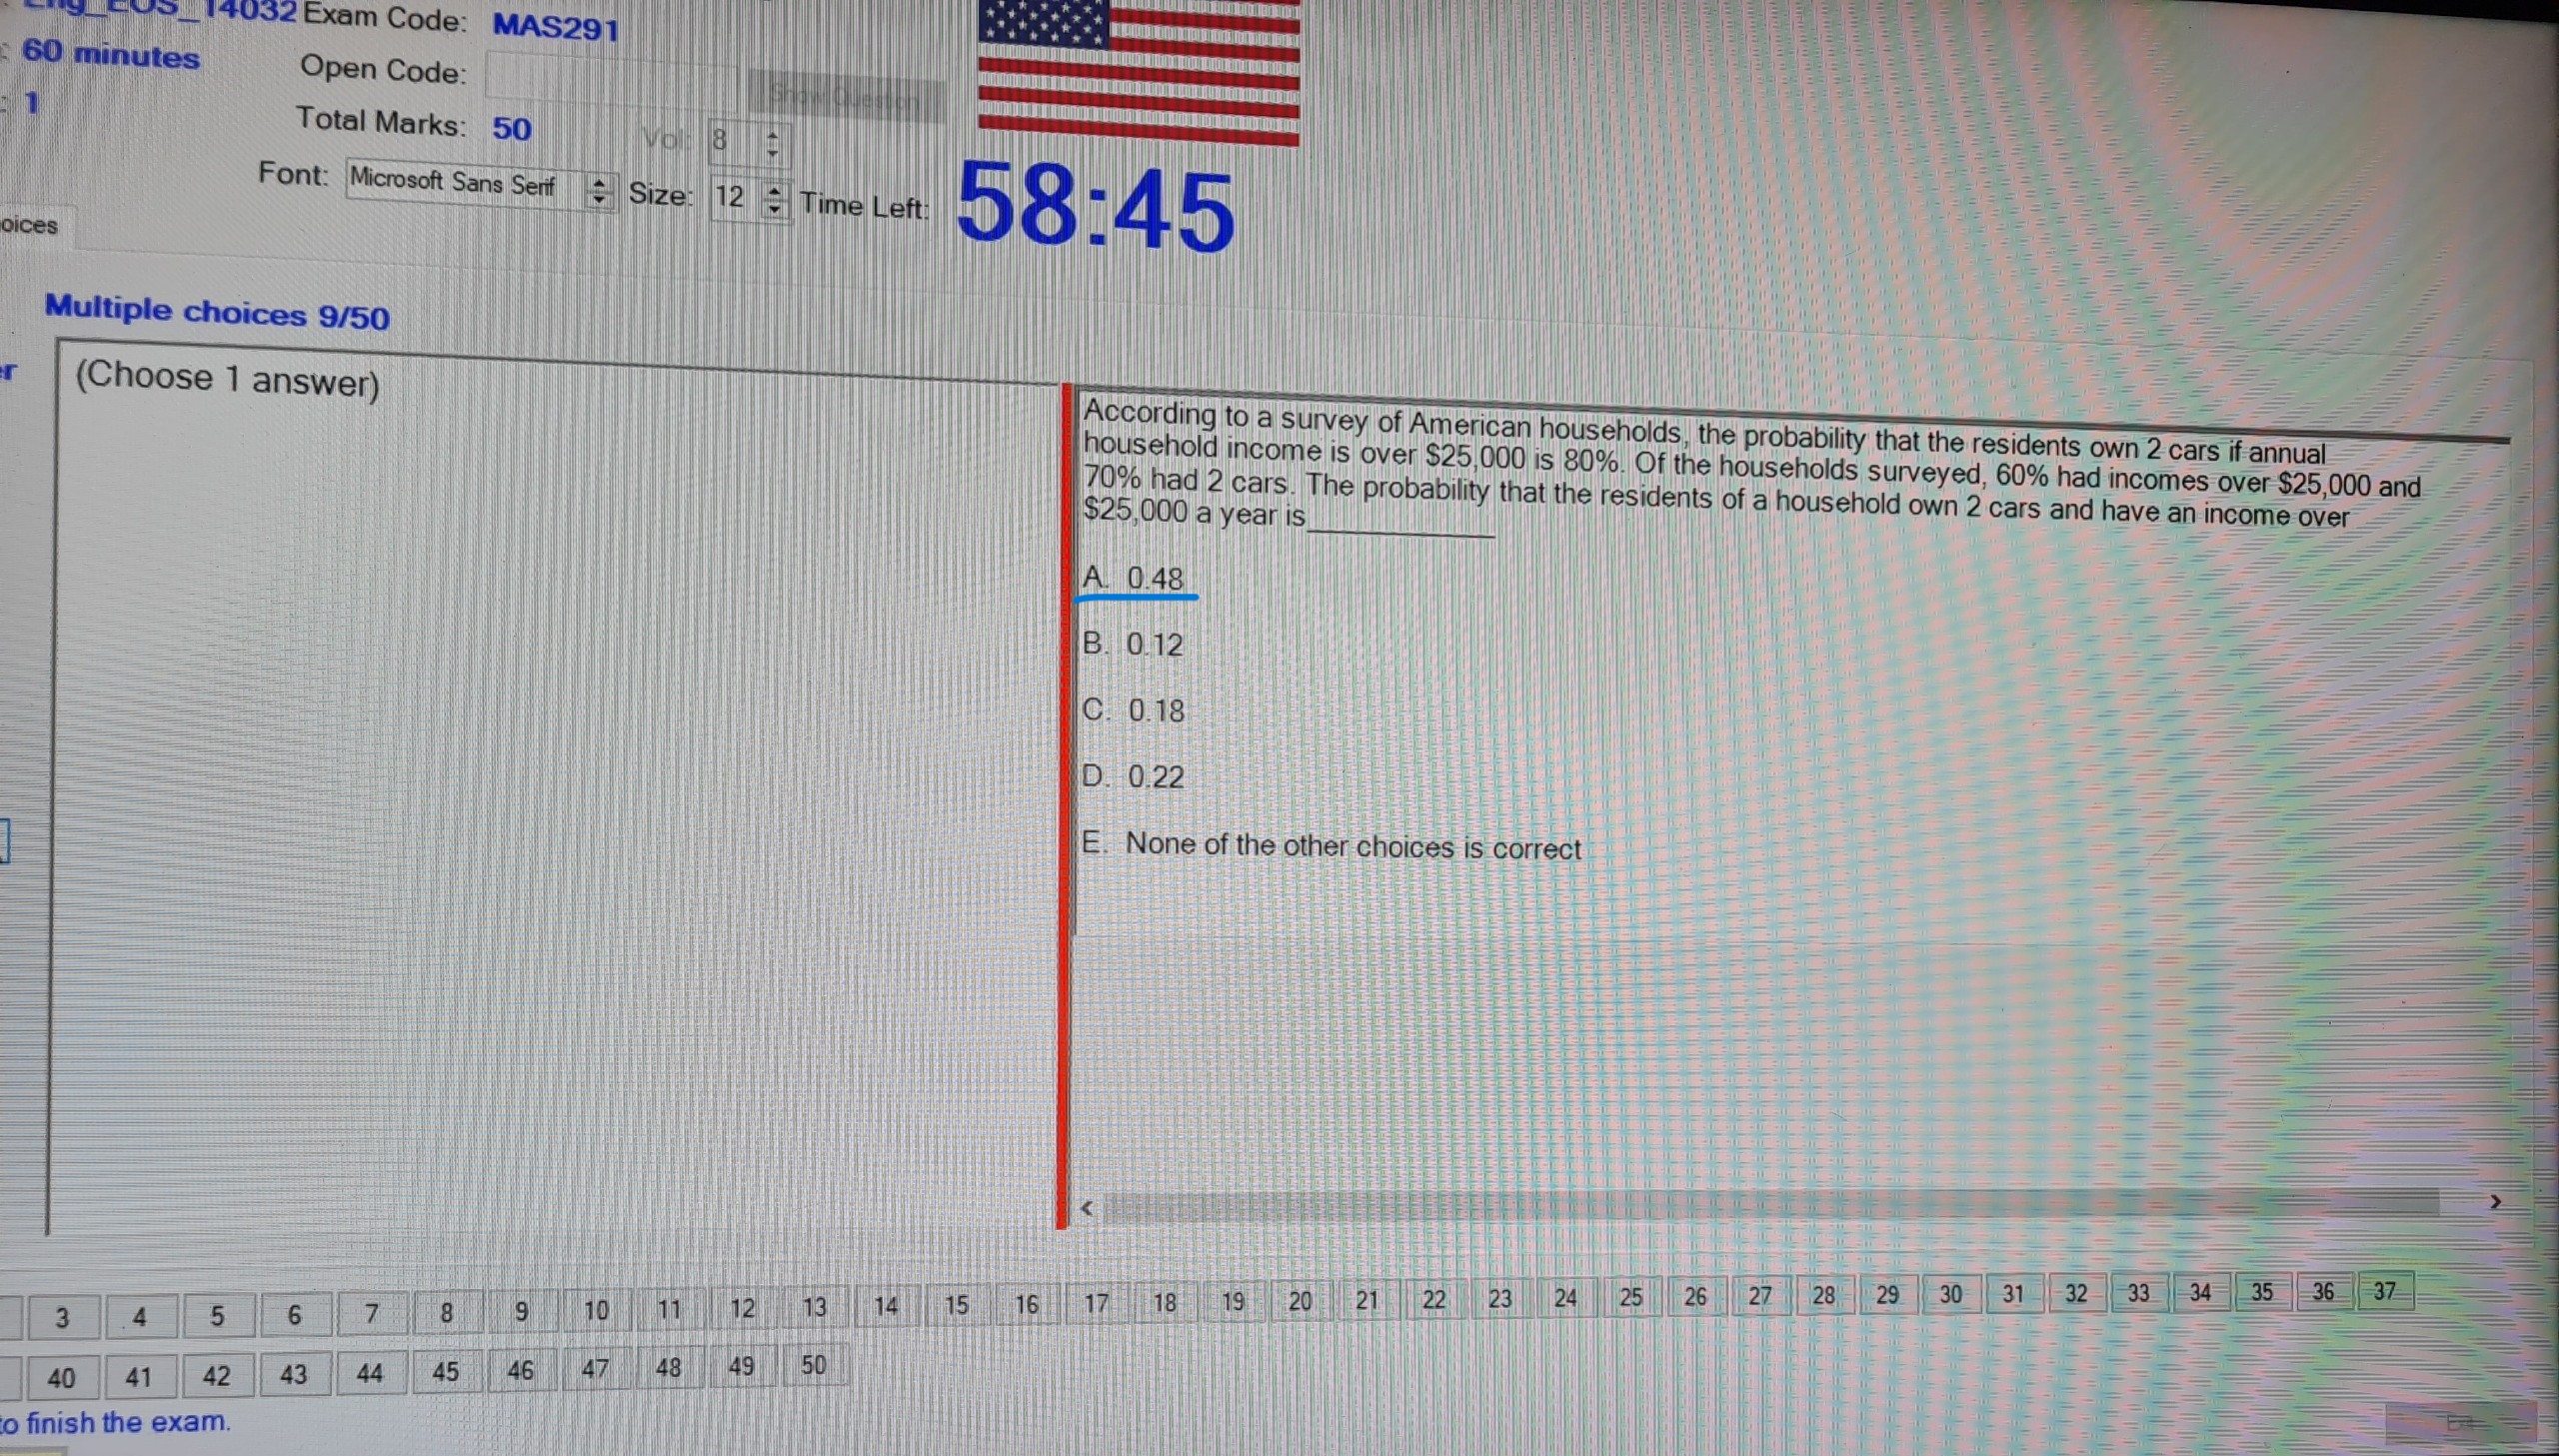 14032 Exam Code: MAS291
60 minutes
Open Code:
Show Question
: 1
Total Marks: 50
Vol: 8
Font: Microsoft Sans Serif Size: 12 Time Left: 58:45
oices
Multiple choices 9/50
er
(Choose 1 answer)
According to a survey of American households, the probability that the residents own 2 cars if annual
household income is over $25,000 is 80%. Of the households surveyed, 60% had incomes over $25,000 and
70% had 2 cars. The probability that the residents of a household own 2 cars and have an income over
$25,000 a year is____________
A. 0.48
B. 0.12
C. 0.18
D. 0.22
E. None of the other choices is correct
3 4 5 6 7 8 9 10 11 12 13 14 15 16 17 18 19 20 21 22 23 24 25 26 27 28 29 30 31 32 33 34 35 36 37
40 41 42 43 44 45 46 47 48 49 50
to finish the exam.